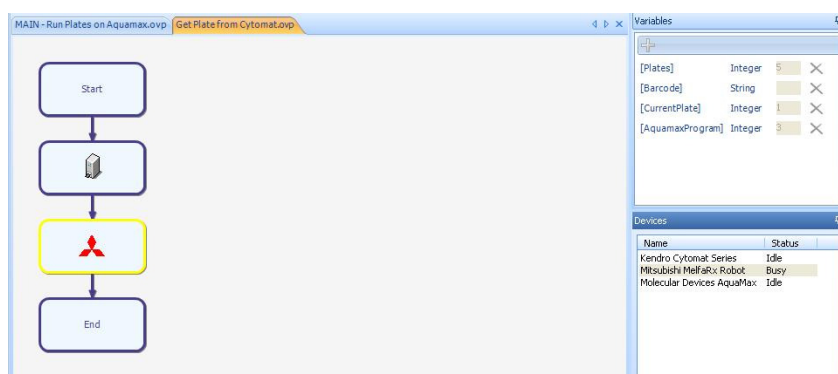 MAIN - Run Plates on Aquamax.ovp
Get Plate from Cytomat.ovp
Start
End
Variables
[Plates] Integer 5
[Barcode] String
[CurrentPlate] Integer 1
[AquamaxProgram] Integer 3
Devices
Name Status
Kendro Cytomat Series Idle
Mitsubishi MelfaRx Robot Busy
Molecular Devices AquaMax Idle